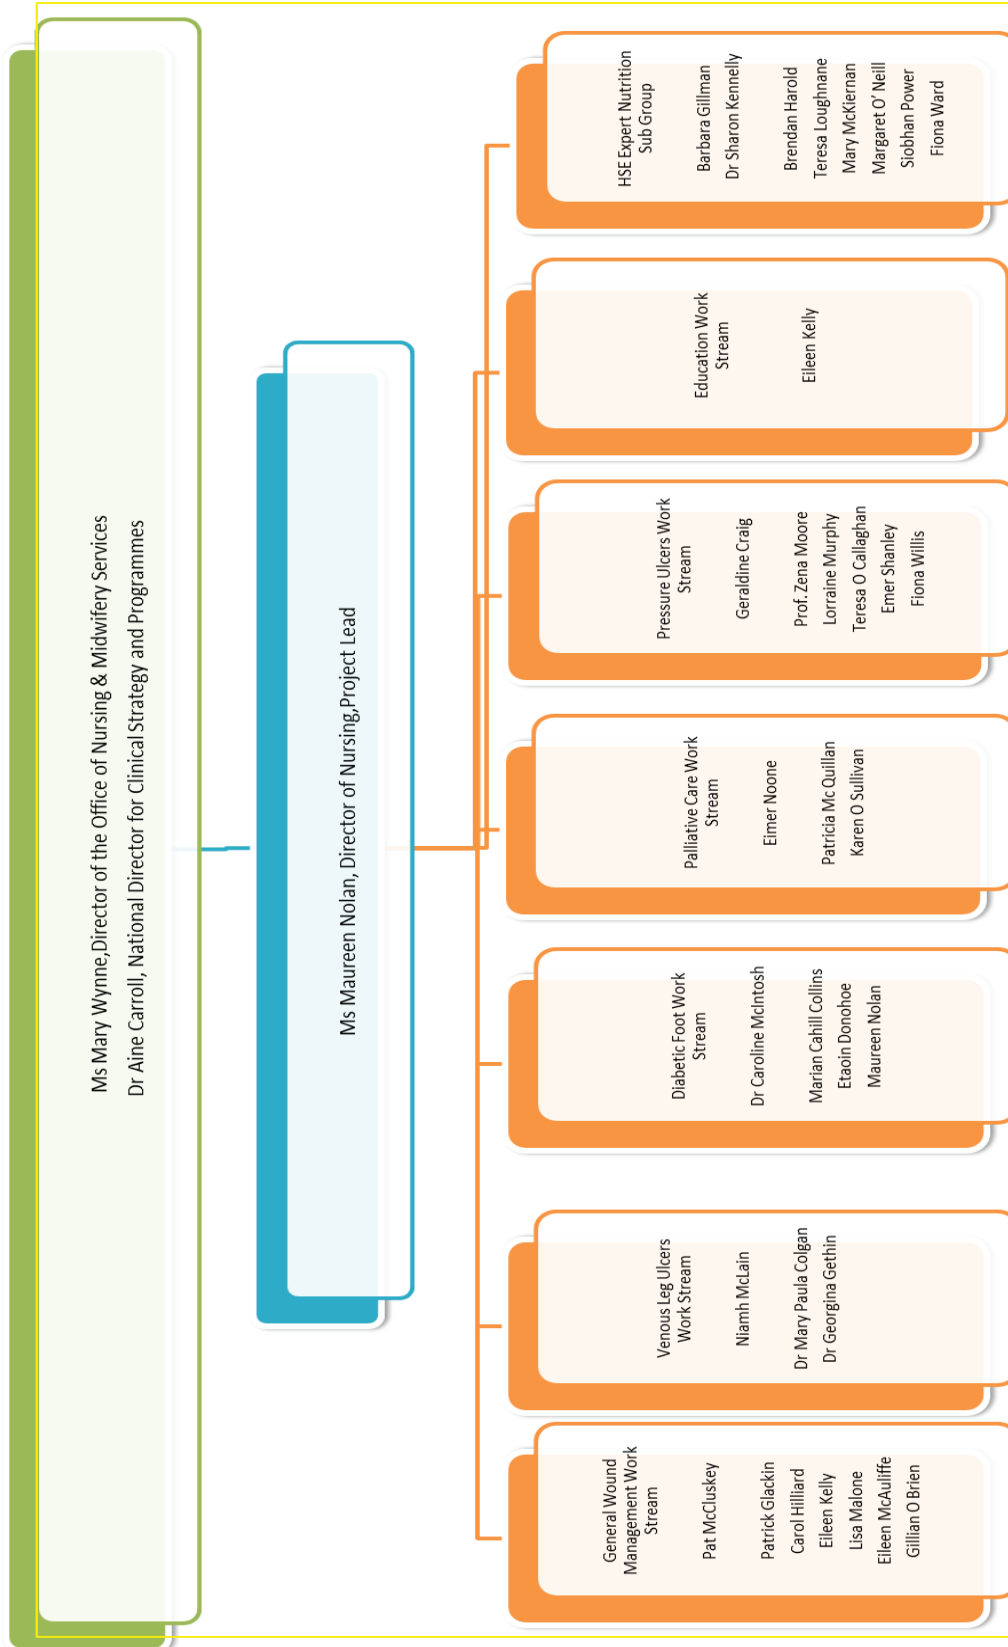 Ms Mary Wynne,Director of the Office of Nursing & Midwifery Services
Dr Aine Carroll, National Director for Clinical Strategy and Programmes
Ms Maureen Nolan, Director of Nursing,Project Lead
General Wound
Management Work
Stream
Pat McCluskey
Patrick Glackin
Carol Hilliard
Eileen Kelly
Lisa Malone
Eileen McAuliffe
Gillian O Brien
Venous Leg Ulcers
Work Stream
Niamh McLain
Dr Mary Paula Colgan
Dr Georgina Gethin
Diabetic Foot Work
Stream
Dr Caroline McIntosh
Marian Cahill Collins
Etaoin Donohoe
Maureen Nolan
Palliative Care Work
Stream
Eimer Noone
Patricia Mc Quillan
Karen O Sullivan
Pressure Ulcers Work
Stream
Geraldine Craig
Prof. Zena Moore
Lorraine Murphy
Teresa O Callaghan
Emer Shanley
Fiona Willis
Education Work
Stream
Eileen Kelly
HSE Expert Nutrition
Sub Group
Barbara Gillman
Dr Sharon Kennelly
Brendan Harold
Teresa Loughnane
Mary McKiernan
Margaret O’ Neill
Siobhan Power
Fiona Ward